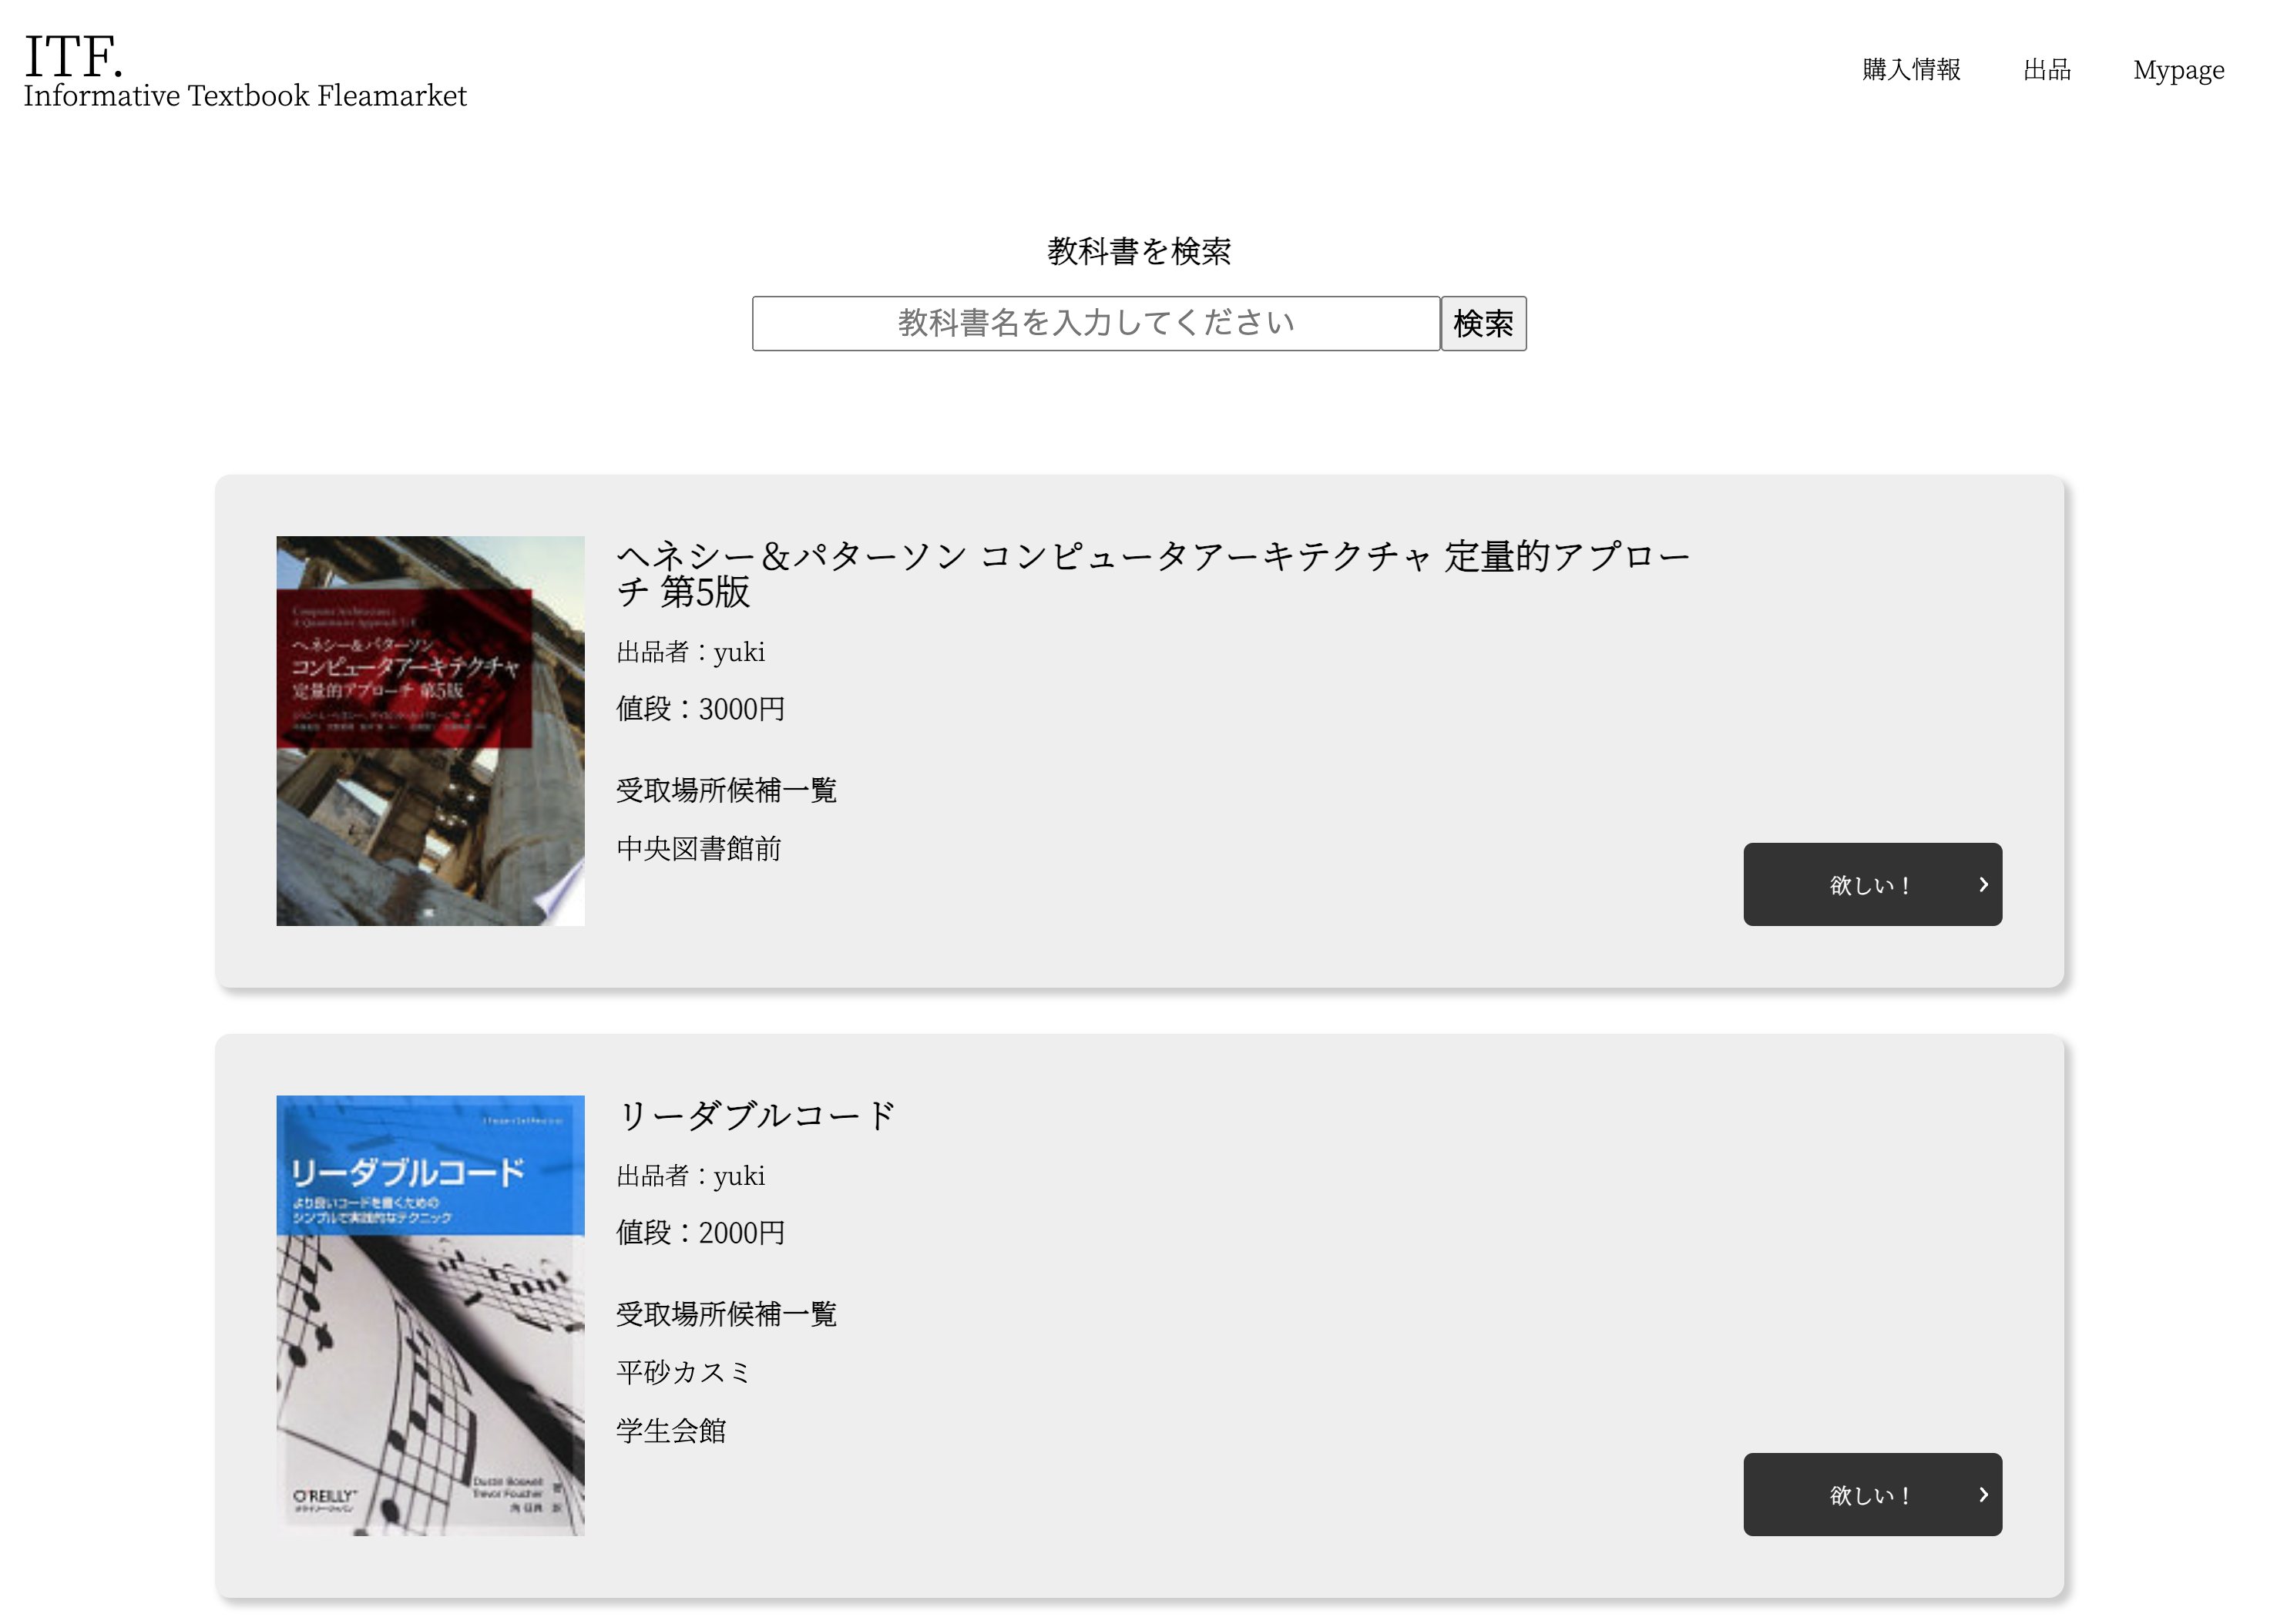 ITF.
Informative Textbook Fleamarket
購入情報 出品 Mypage
教科書を検索
教科書名を入力してください 検索
ヘネシー＆パターソン
コンピュータアーキテクチャ
定量的アプローチ 第5版
ヘネシー＆パターソン コンピュータアーキテクチャ 定量的アプロー
チ 第5版
出品者：yuki
値段：3000円
受取場所候補一覧
中央図書館前
欲しい！
リーダブルコード
より良いコードを書くための
シンプルで実践的なテクニック
O'REILLY
オライリー・ジャパン
Dustin Boswell
Trevor Foucher 著
角 征典 訳
リーダブルコード
出品者：yuki
値段：2000円
受取場所候補一覧
平砂カスミ
学生会館
欲しい！